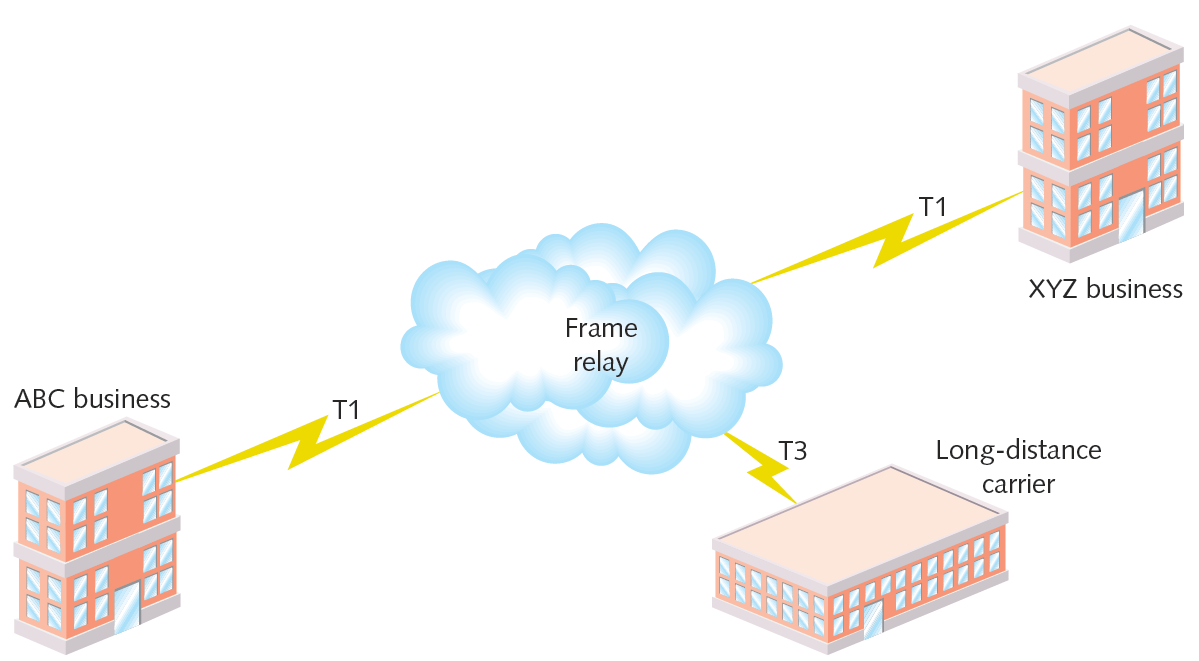 T1
XYZ business
Frame
relay
ABC business
T1
T3
Long-distance
carrier